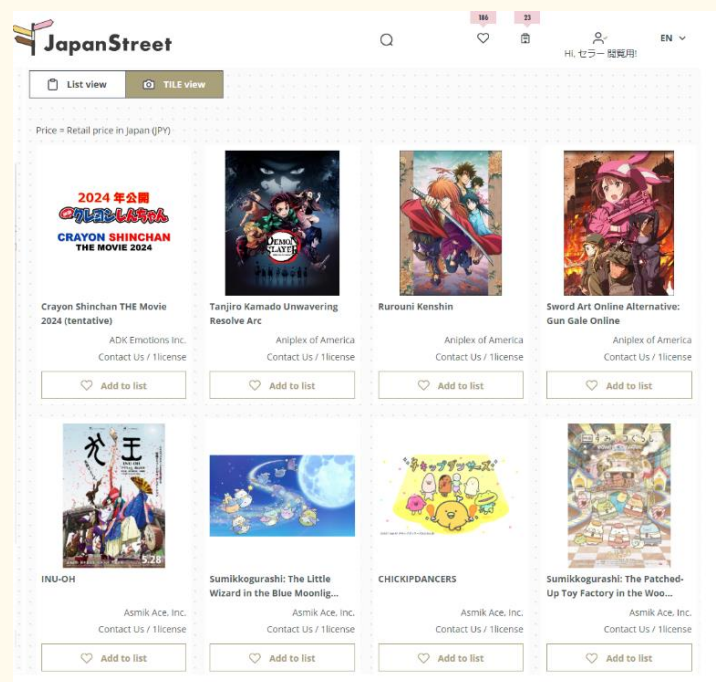 186 23
JapanStreet
EN
Hi, セラー 閲覧用!
List view
TILE view
Price = Retail price in Japan (JPY)
2024 年公開
クレヨンしんちゃん
CRAYON SHINCHAN
THE MOVIE 2024
DEMON
SLAYER
Crayon Shinchan THE Movie
2024 (tentative)
ADK Emotions Inc.
Contact Us / 1license
Add to list
Tanjiro Kamado Unwavering
Resolve Arc
Aniplex of America
Contact Us / 1license
Add to list
Rurouni Kenshin
Aniplex of America
Contact Us / 1license
Add to list
Sword Art Online Alternative:
Gun Gale Online
Aniplex of America
Contact Us / 1license
Add to list
犬王
5.28
INU-OH
Asmik Ace, Inc.
Contact Us / 1license
Add to list
Sumikkogurashi: The Little
Wizard in the Blue Moonlig...
Asmik Ace, Inc.
Contact Us / 1license
Add to list
チキップダンサーズ
CHICKIPDANCERS
Asmik Ace, Inc.
Contact Us / 1license
Add to list
Sumikkogurashi: The Patched-
Up Toy Factory in the Woo...
Asmik Ace, Inc.
Contact Us / 1license
Add to list